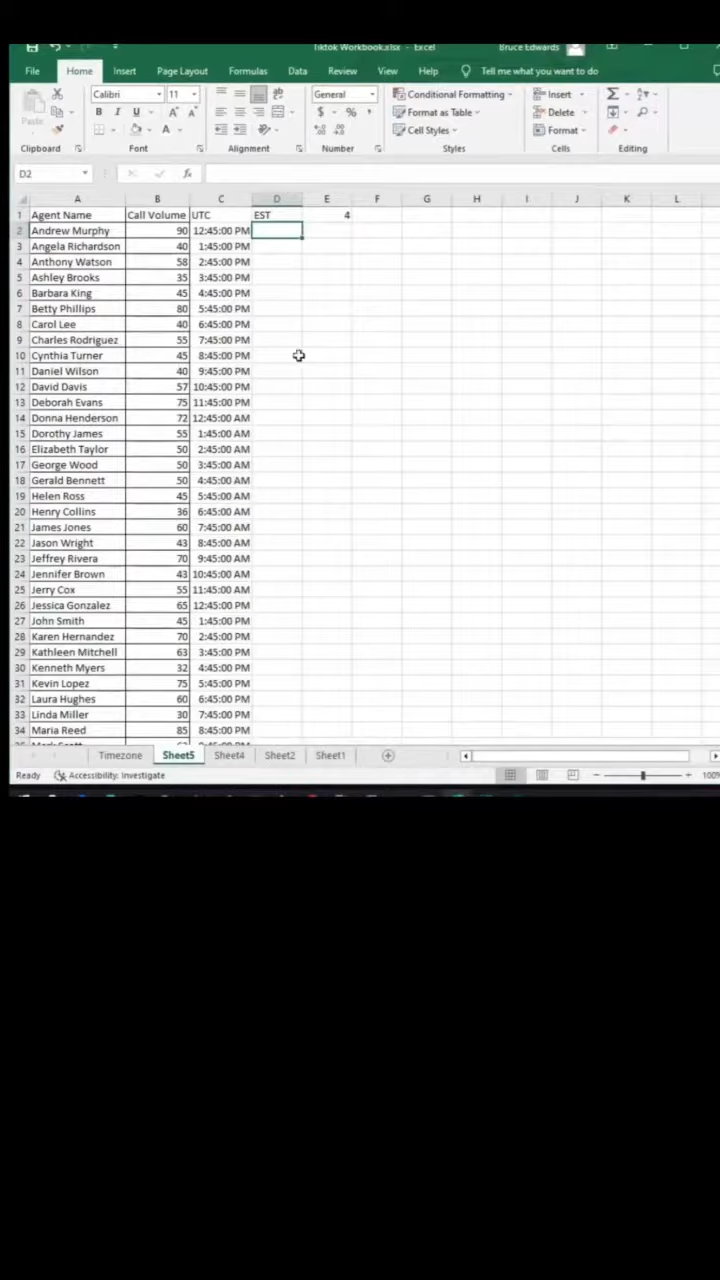 Tiktok Workbook.xlsx - Excel Bruce Edwards
File Home Insert Page Layout Formulas Data Review View Help Tell me what you want to do
Calibri 11 General Conditional Formatting Insert
Paste B I U $ % Format as Table Delete
Cell Styles Format
Clipboard Font Alignment Number Styles Cells Editing
D2 fx
A B C D E F G H I J K L
1 Agent Name Call Volume UTC EST 4
2 Andrew Murphy 90 12:45:00 PM
3 Angela Richardson 40 1:45:00 PM
4 Anthony Watson 58 2:45:00 PM
5 Ashley Brooks 35 3:45:00 PM
6 Barbara King 45 4:45:00 PM
7 Betty Phillips 80 5:45:00 PM
8 Carol Lee 40 6:45:00 PM
9 Charles Rodriguez 55 7:45:00 PM
10 Cynthia Turner 45 8:45:00 PM
11 Daniel Wilson 40 9:45:00 PM
12 David Davis 57 10:45:00 PM
13 Deborah Evans 75 11:45:00 PM
14 Donna Henderson 72 12:45:00 AM
15 Dorothy James 55 1:45:00 AM
16 Elizabeth Taylor 50 2:45:00 AM
17 George Wood 50 3:45:00 AM
18 Gerald Bennett 50 4:45:00 AM
19 Helen Ross 45 5:45:00 AM
20 Henry Collins 36 6:45:00 AM
21 James Jones 60 7:45:00 AM
22 Jason Wright 43 8:45:00 AM
23 Jeffrey Rivera 70 9:45:00 AM
24 Jennifer Brown 43 10:45:00 AM
25 Jerry Cox 55 11:45:00 AM
26 Jessica Gonzalez 65 12:45:00 PM
27 John Smith 45 1:45:00 PM
28 Karen Hernandez 70 2:45:00 PM
29 Kathleen Mitchell 63 3:45:00 PM
30 Kenneth Myers 32 4:45:00 PM
31 Kevin Lopez 75 5:45:00 PM
32 Laura Hughes 60 6:45:00 PM
33 Linda Miller 30 7:45:00 PM
34 Maria Reed 85 8:45:00 PM
Timezone Sheet5 Sheet4 Sheet2 Sheet1
Ready Accessibility: Investigate 100%